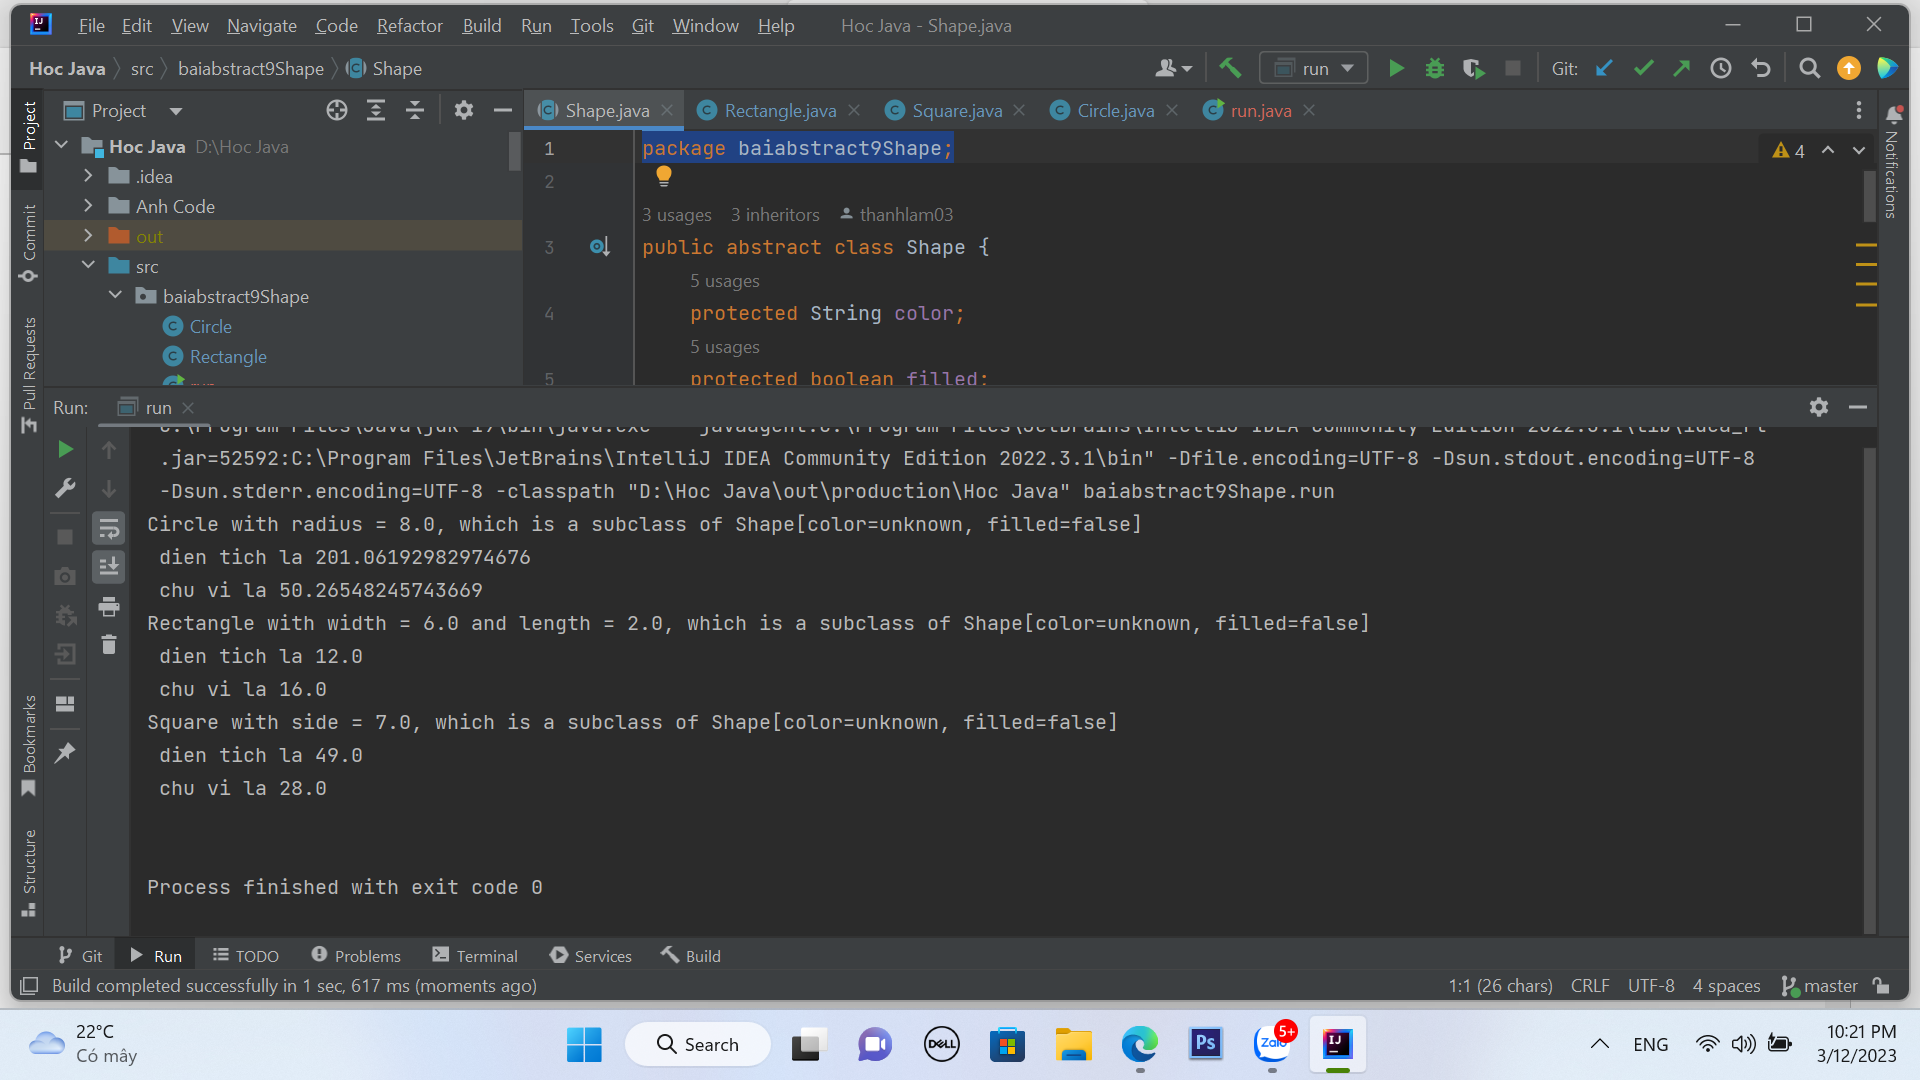 File Edit View Navigate Code Refactor Build Run Tools Git Window Help Hoc Java - Shape.java
Hoc Java src baiabstract9Shape Shape run Git:
Project
Shape.java Rectangle.java Square.java Circle.java run.java
Hoc Java D:\Hoc Java
.idea
Anh Code
out
src
baiabstract9Shape
Circle
Rectangle
1 package baiabstract9Shape;
4
2
3 usages 3 inheritors thanhlam03
3 public abstract class Shape {
5 usages
4 protected String color;
5 usages
5 protected boolean filled;
Project
Commit
Pull Requests
Bookmarks
Structure
Notifications
Run: run
.jar=52592:C:\Program Files\JetBrains\IntelliJ IDEA Community Edition 2022.3.1\bin" -Dfile.encoding=UTF-8 -Dsun.stdout.encoding=UTF-8
-Dsun.stderr.encoding=UTF-8 -classpath "D:\Hoc Java\out\production\Hoc Java" baiabstract9Shape.run
Circle with radius = 8.0, which is a subclass of Shape[color=unknown, filled=false]
dien tich la 201.06192982974676
chu vi la 50.26548245743669
Rectangle with width = 6.0 and length = 2.0, which is a subclass of Shape[color=unknown, filled=false]
dien tich la 12.0
chu vi la 16.0
Square with side = 7.0, which is a subclass of Shape[color=unknown, filled=false]
dien tich la 49.0
chu vi la 28.0
Process finished with exit code 0
Git Run TODO Problems Terminal Services Build
Build completed successfully in 1 sec, 617 ms (moments ago) 1:1 (26 chars) CRLF UTF-8 4 spaces master
22°C
Có mây
Search
DELL
Ps
Zalo
5+
IJ
ENG
10:21 PM
3/12/2023